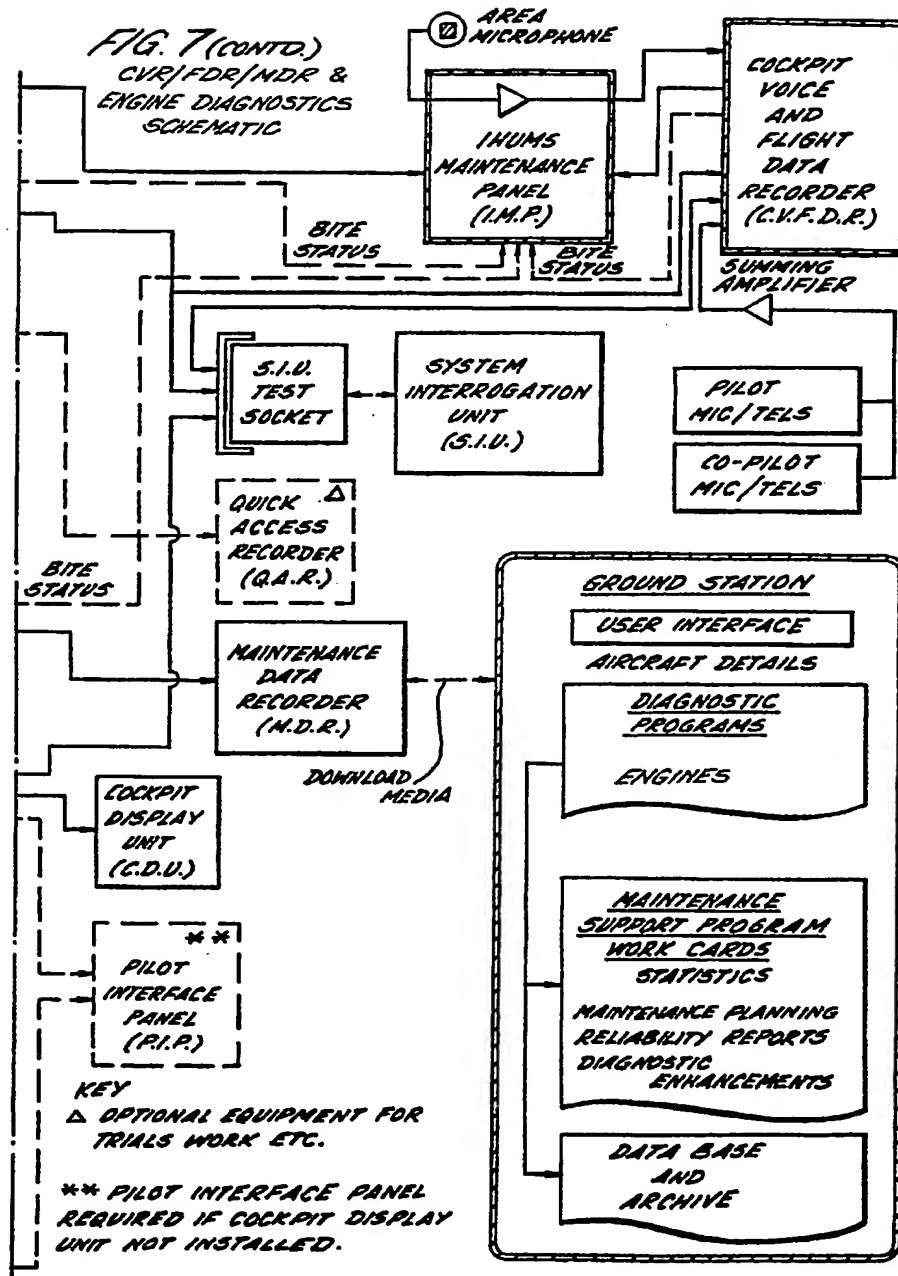 FIG. 7 (CONTD.)
CVR/FDR/MDR &
ENGINE DIAGNOSTICS
SCHEMATIC
AREA
MICROPHONE
IHUMS
MAINTENANCE
PANEL
(I.M.P.)
COCKPIT
VOICE
AND
FLIGHT
DATA
RECORDER
(C.V.F.D.R.)
BITE
STATUS
BITE
STATUS
SUMMING
AMPLIFIER
S.I.U.
TEST
SOCKET
SYSTEM
INTERROGATION
UNIT
(S.I.U.)
PILOT
MIC/TELS
CO-PILOT
MIC/TELS
QUICK Δ
ACCESS
RECORDER
(Q.A.R.)
BITE
STATUS
MAINTENANCE
DATA
RECORDER
(M.D.R.)
DOWNLOAD
MEDIA
COCKPIT
DISPLAY
UNIT
(C.D.U.)
**
PILOT
INTERFACE
PANEL
(P.I.P.)
GROUND STATION
USER INTERFACE
AIRCRAFT DETAILS
DIAGNOSTIC
PROGRAMS
ENGINES
MAINTENANCE
SUPPORT PROGRAM
WORK CARDS
STATISTICS
MAINTENANCE PLANNING
RELIABILITY REPORTS
DIAGNOSTIC
ENHANCEMENTS
DATA BASE
AND
ARCHIVE
KEY
Δ OPTIONAL EQUIPMENT FOR
TRIALS WORK ETC.
** PILOT INTERFACE PANEL
REQUIRED IF COCKPIT DISPLAY
UNIT NOT INSTALLED.